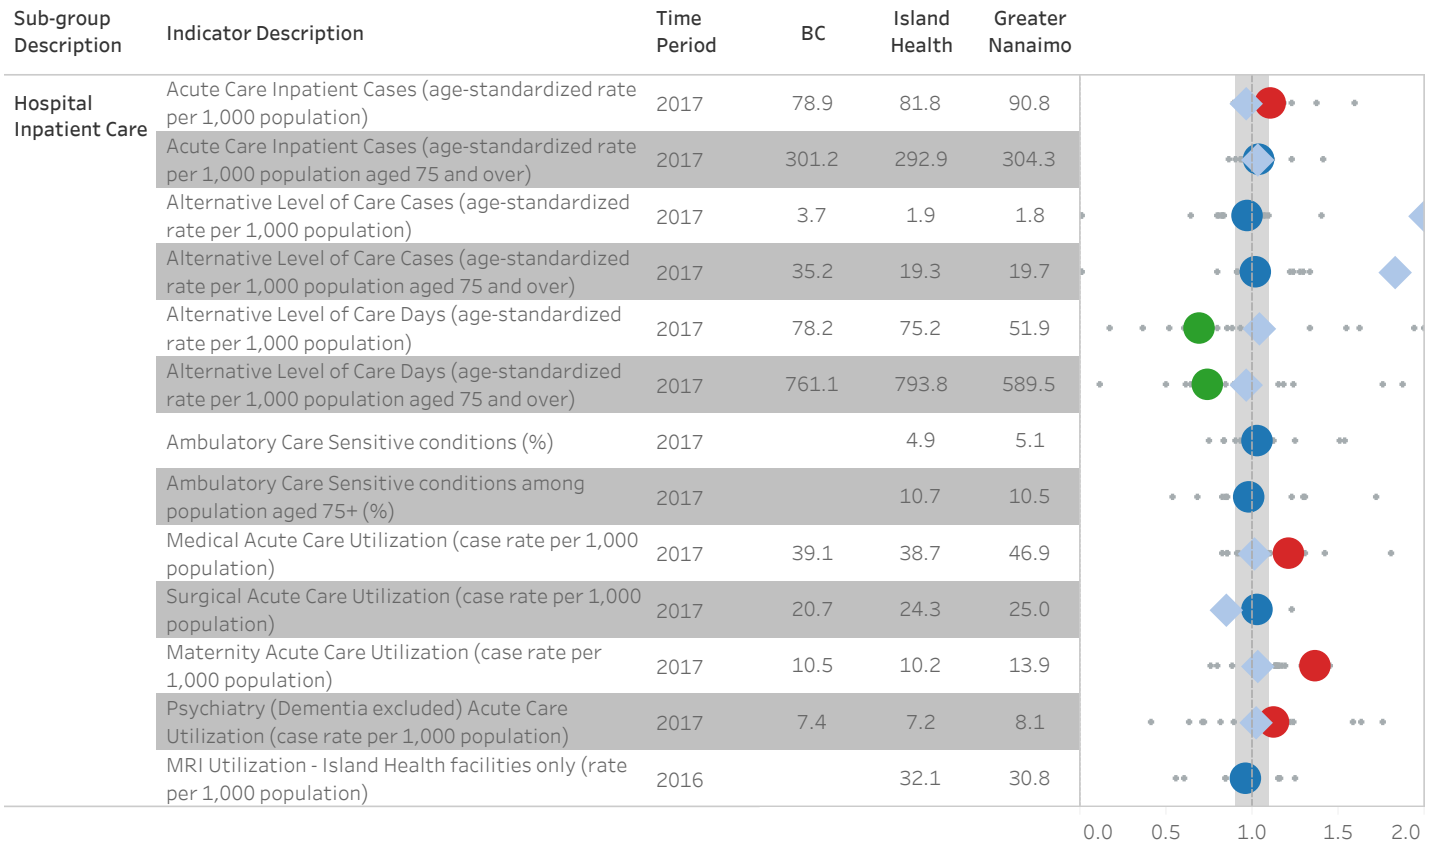 Sub-group
Description
Indicator Description
Time
Period
BC
Island
Health
Greater
Nanaimo
Hospital
Inpatient Care
Acute Care Inpatient Cases (age-standardized rate
per 1,000 population)
2017
78.9
81.8
90.8
Acute Care Inpatient Cases (age-standardized rate
per 1,000 population aged 75 and over)
2017
301.2
292.9
304.3
Alternative Level of Care Cases (age-standardized
rate per 1,000 population)
2017
3.7
1.9
1.8
Alternative Level of Care Cases (age-standardized
rate per 1,000 population aged 75 and over)
2017
35.2
19.3
19.7
Alternative Level of Care Days (age-standardized
rate per 1,000 population)
2017
78.2
75.2
51.9
Alternative Level of Care Days (age-standardized
rate per 1,000 population aged 75 and over)
2017
761.1
793.8
589.5
Ambulatory Care Sensitive conditions (%)
2017
4.9
5.1
Ambulatory Care Sensitive conditions among
population aged 75+ (%)
2017
10.7
10.5
Medical Acute Care Utilization (case rate per 1,000
population)
2017
39.1
38.7
46.9
Surgical Acute Care Utilization (case rate per 1,000
population)
2017
20.7
24.3
25.0
Maternity Acute Care Utilization (case rate per
1,000 population)
2017
10.5
10.2
13.9
Psychiatry (Dementia excluded) Acute Care
Utilization (case rate per 1,000 population)
2017
7.4
7.2
8.1
MRI Utilization - Island Health facilities only (rate
per 1,000 population)
2016
32.1
30.8
0.0 0.5 1.0 1.5 2.0